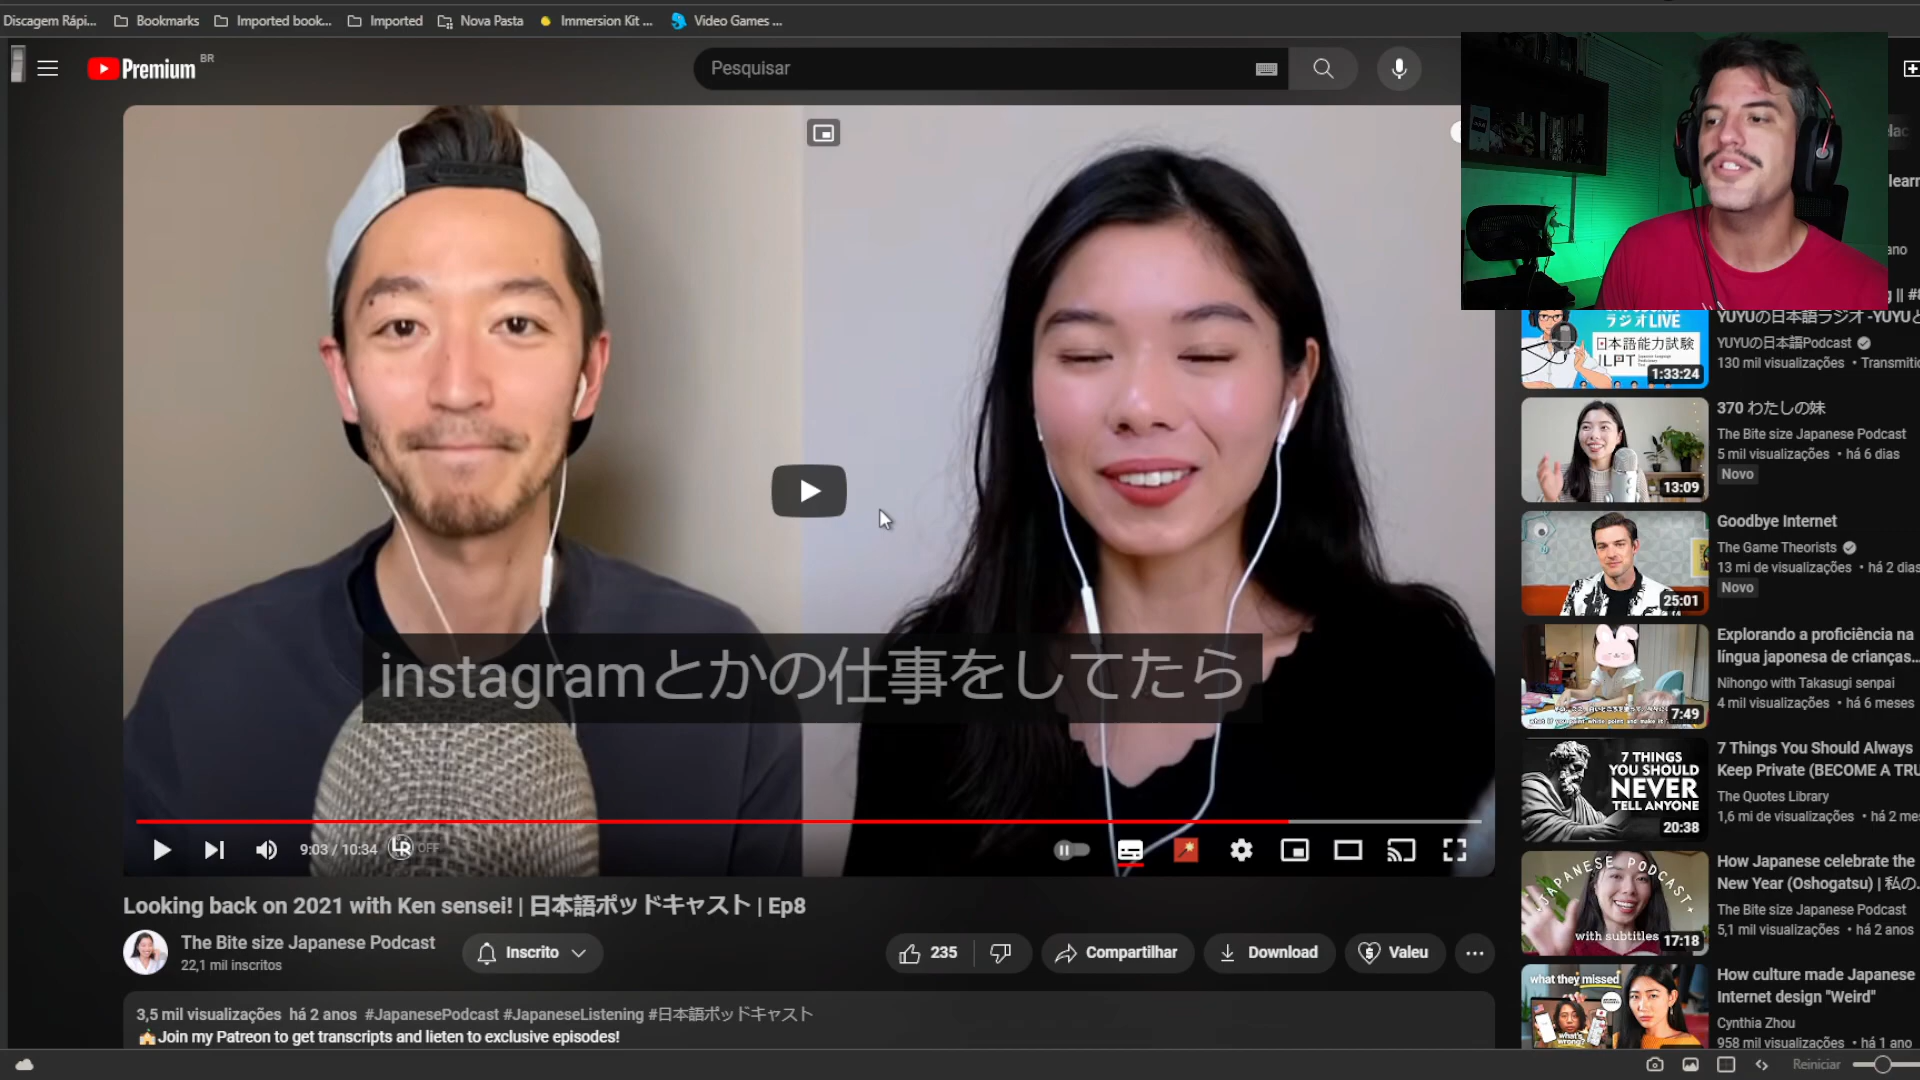 Discagem Rápi...
Bookmarks
Imported book...
Imported
Nova Pasta
Immersion Kit ...
Video Games ...
Premium BR
Pesquisar
instagramとかの仕事をしてたら
9:03 / 10:34
LR OFF
Looking back on 2021 with Ken sensei! | 日本語ポッドキャスト | Ep8
The Bite size Japanese Podcast
22,1 mil inscritos
Inscrito
235
Compartilhar
Download
Valeu
3,5 mil visualizações há 2 anos #JapanesePodcast #JapaneseListening #日本語ポッドキャスト
Join my Patreon to get transcripts and lieten to exclusive episodes!
ラジオLIVE
日本語能力試験
JLPT
1:33:24
YUYUの日本語ラジオ -YUYUと
YUYUの日本語Podcast
130 mil visualizações • Transmitic
13:09
370 わたしの妹
The Bite size Japanese Podcast
5 mil visualizações • há 6 dias
Novo
25:01
Goodbye Internet
The Game Theorists
13 mi de visualizações • há 2 dias
Novo
7:49
Explorando a proficiência na
língua japonesa de crianças...
Nihongo with Takasugi senpai
4 mil visualizações • há 6 meses
7 THINGS
YOU SHOULD
NEVER
TELL ANYONE
20:38
7 Things You Should Always
Keep Private (BECOME A TRU
The Quotes Library
1,6 mi de visualizações • há 2 mes
JAPANESE PODCAST
with subtitles
17:18
How Japanese celebrate the
New Year (Oshogatsu) | 私の...
The Bite size Japanese Podcast
5,1 mil visualizações • há 2 anos
what they missed
what's wrong?
How culture made Japanese
Internet design "Weird"
Cynthia Zhou
958 mil visualizações • há 1 ano
Reiniciar